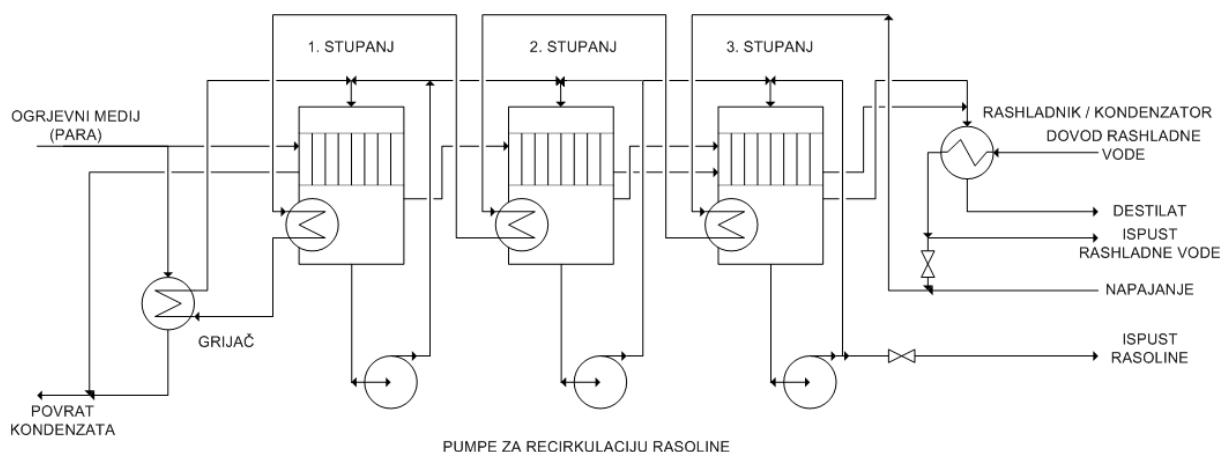 1. STUPANJ
2. STUPANJ
3. STUPANJ
OGRJEVNI MEDIJ
(PARA)
RASHLADNIK / KONDENZATOR
DOVOD RASHLADNE
VODE
DESTILAT
ISPUST
RASHLADNE VODE
NAPAJANJE
GRIJAČ
ISPUST
RASOLINE
POVRAT
KONDENZATA
PUMPE ZA RECIRKULACIJU RASOLINE